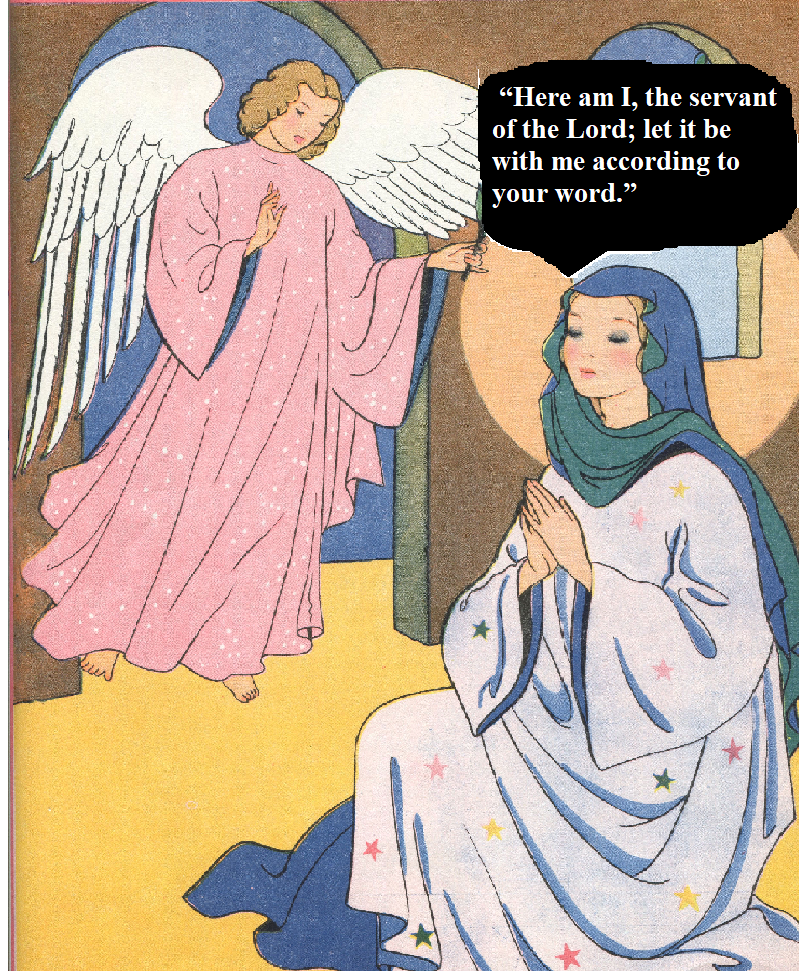 “Here am I, the servant
of the Lord; let it be
with me according to
your word.”